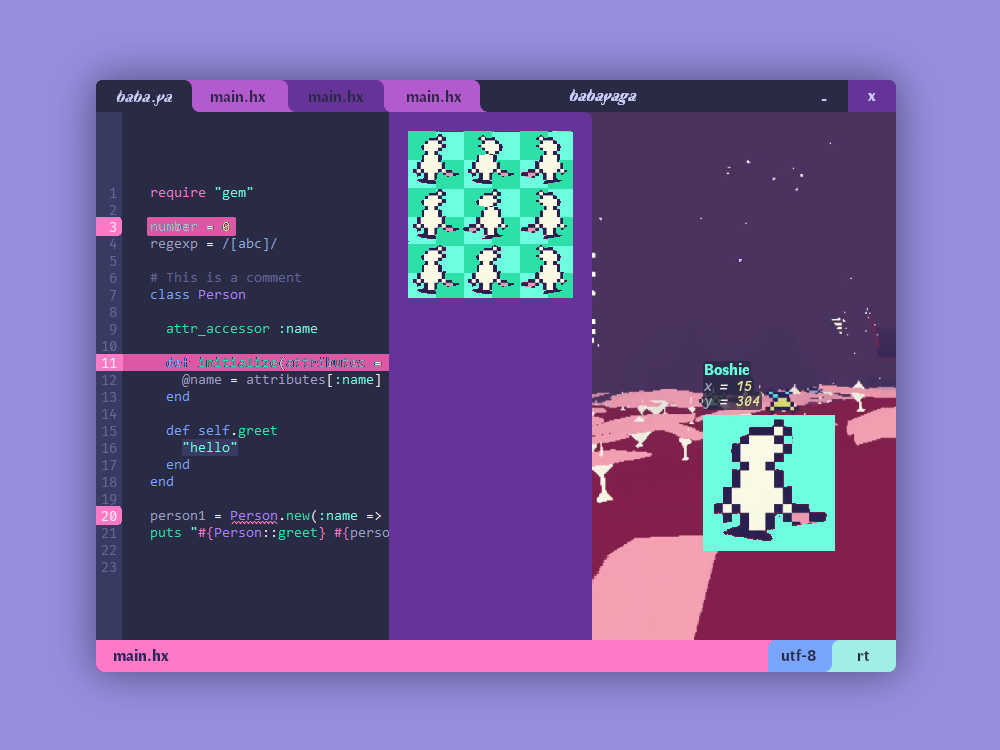 baba.ya main.hx main.hx main.hx babayaga - x
1 require "gem"
2
3 number = 0
4 regexp = /[abc]/
5
6 # This is a comment
7 class Person
8
9 attr_accessor :name
10
11 def initialize(attributes =
12 @name = attributes[:name]
13 end
14
15 def self.greet
16 "hello"
17 end
18 end
19
20 person1 = Person.new(:name =>
21 puts "#{Person::greet} #{perso
22
23
Boshie
x = 15
y = 304
main.hx utf-8 rt